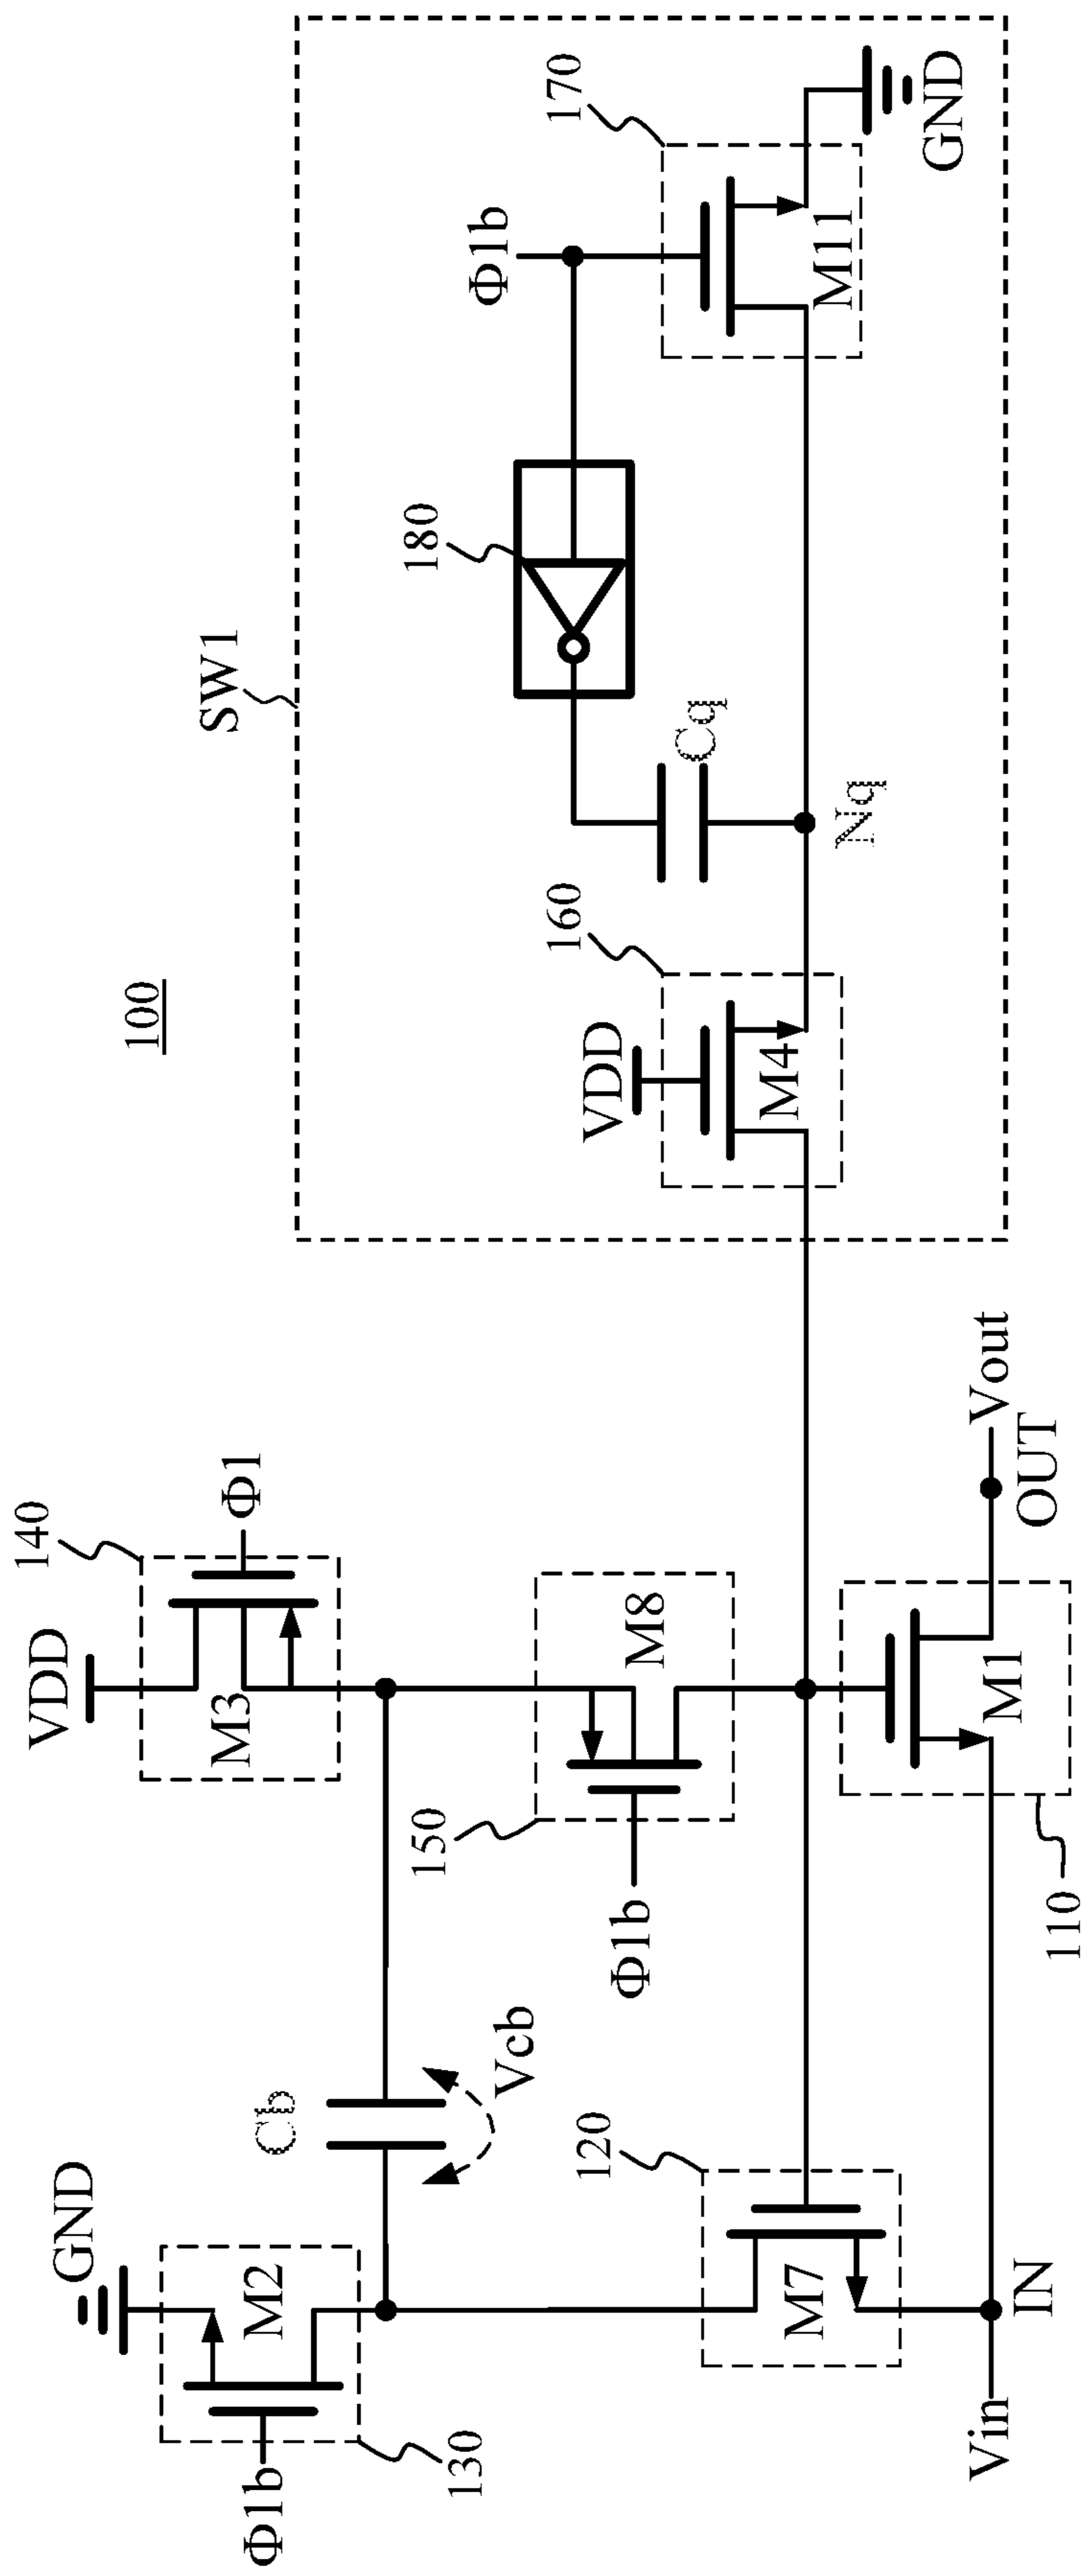 100
SW1
Φ1b
180
170
160
Cq
VDD
M4
M11
Nq
GND
VDD
140
Φ1
M3
GND
M2
Φ1b
130
Cb
Vcb
150
M8
Φ1b
120
M7
M1
110
Vin
IN
OUT
Vout